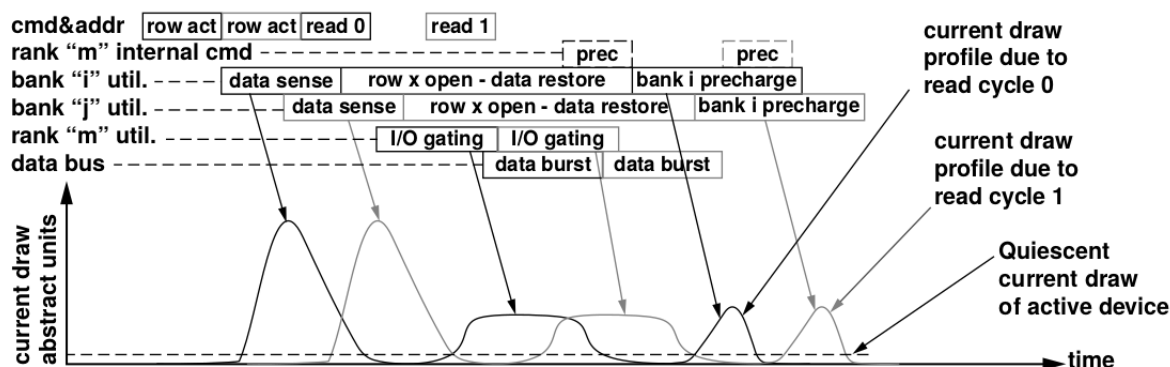 cmd&addr row act row act read 0 read 1
rank “m” internal cmd prec prec
bank “i” util. data sense row x open - data restore bank i precharge
bank “j” util. data sense row x open - data restore bank i precharge
rank “m” util. I/O gating I/O gating
data bus data burst data burst
current draw
profile due to
read cycle 0
current draw
profile due to
read cycle 1
Quiescent
current draw
of active device
current draw
abstract units
time